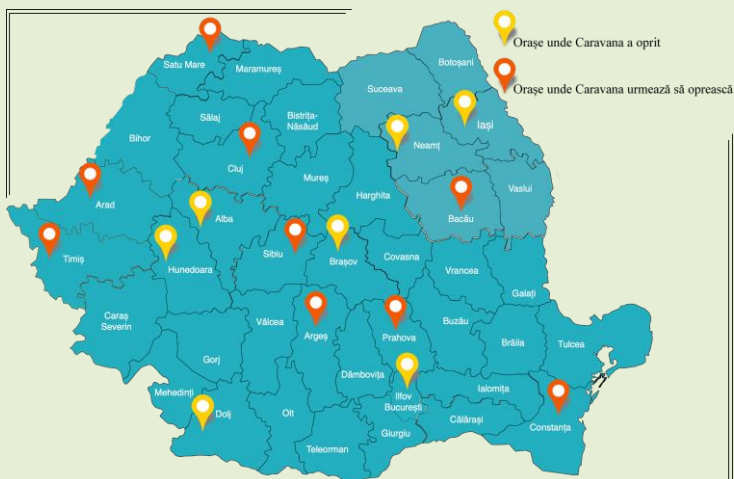 Orașe unde Caravana a oprit
Orașe unde Caravana urmează să oprească
Satu Mare
Maramureș
Botoșani
Suceava
Sălaj
Bistrița-
Năsăud
Iași
Bihor
Neamț
Cluj
Mureș
Harghita
Vaslui
Arad
Alba
Bacău
Timiș
Hunedoara
Sibiu
Brașov
Covasna
Vrancea
Galați
Caraș
Severin
Vâlcea
Argeș
Prahova
Buzău
Brăila
Tulcea
Gorj
Dâmbovița
Mehedinți
Dolj
Olt
Ilfov
București
Ialomița
Călărași
Constanța
Giurgiu
Teleorman